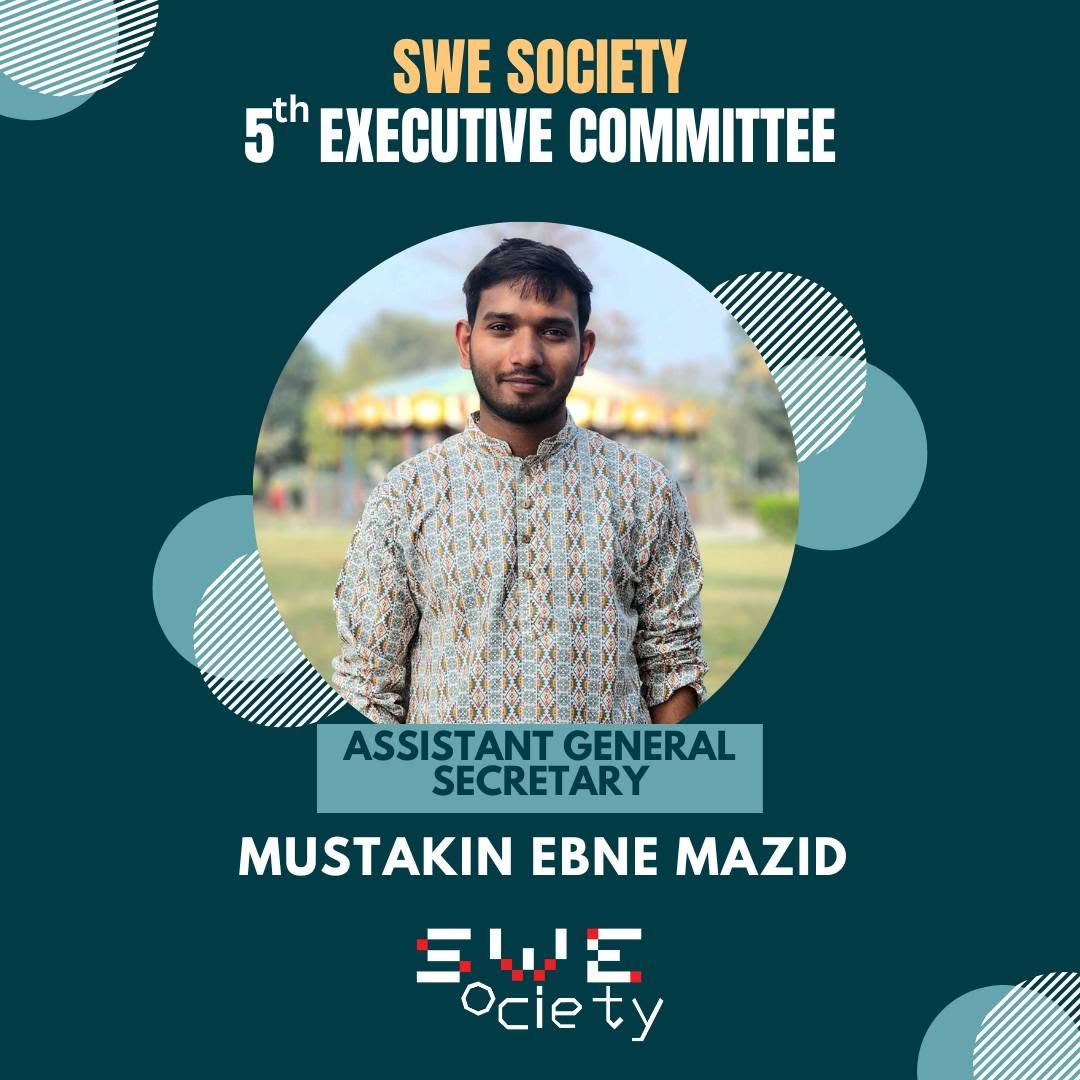 SWE SOCIETY
5th EXECUTIVE COMMITTEE
ASSISTANT GENERAL
SECRETARY
MUSTAKIN EBNE MAZID
SWE
Ociety